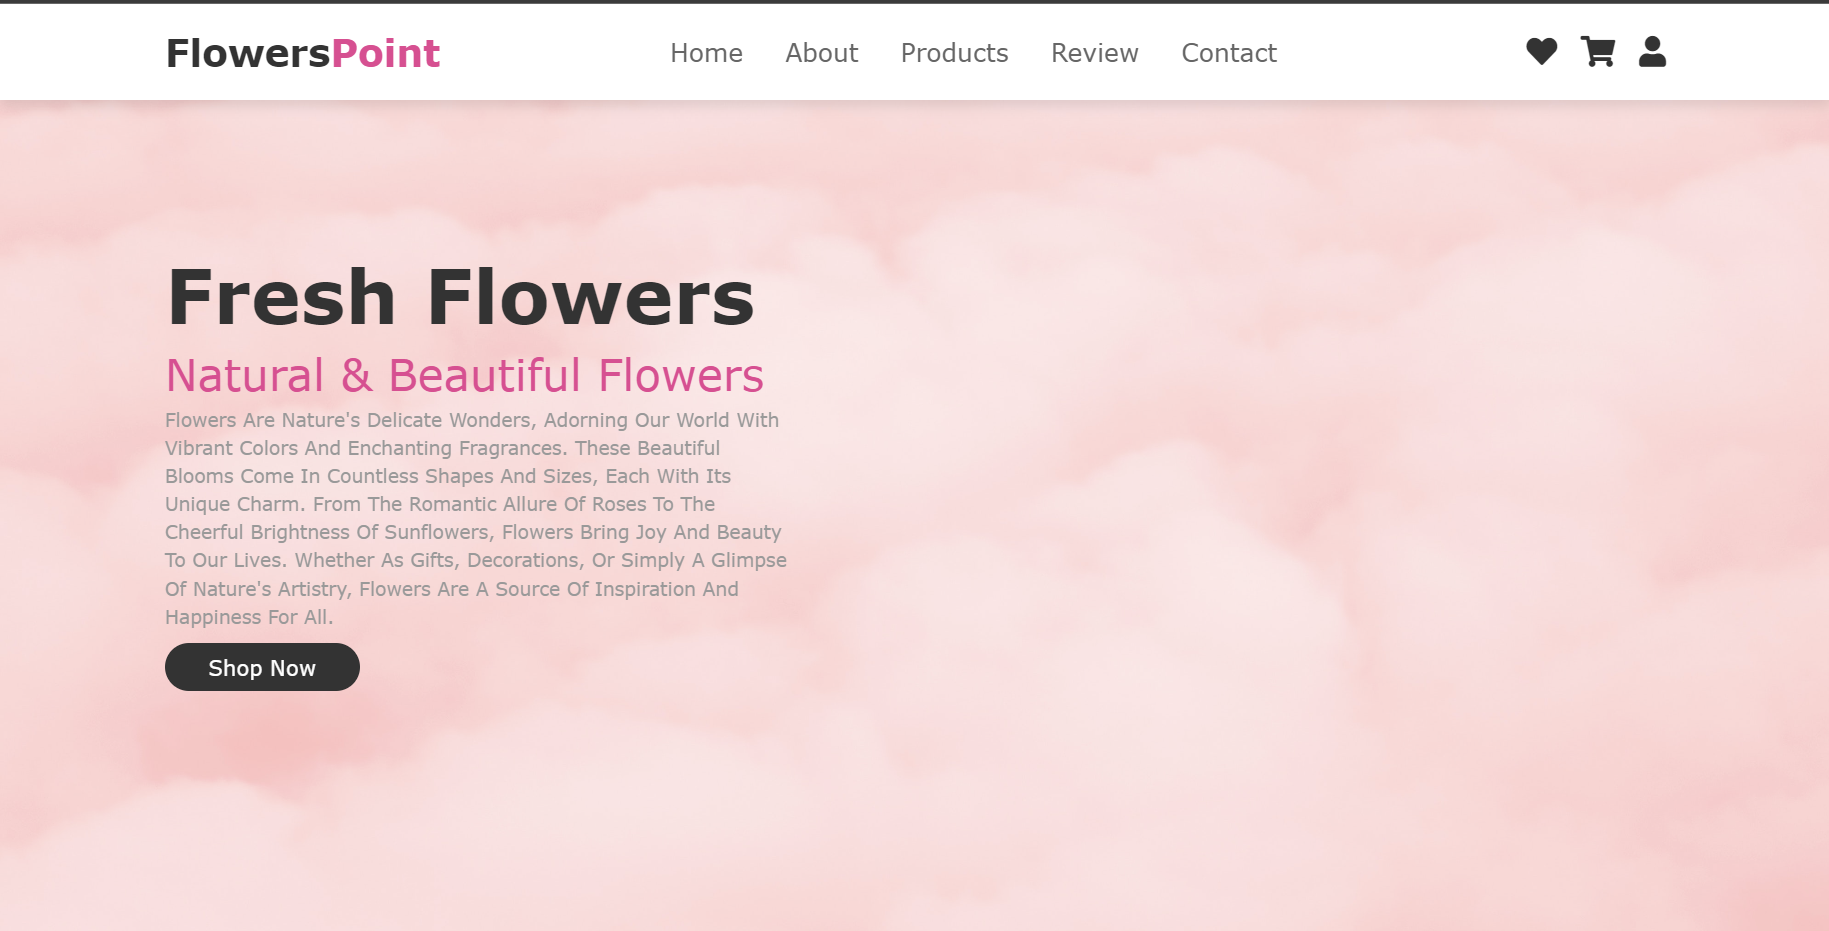 FlowersPoint
Home About Products Review Contact
Fresh Flowers
Natural & Beautiful Flowers
Flowers Are Nature's Delicate Wonders, Adorning Our World With
Vibrant Colors And Enchanting Fragrances. These Beautiful
Blooms Come In Countless Shapes And Sizes, Each With Its
Unique Charm. From The Romantic Allure Of Roses To The
Cheerful Brightness Of Sunflowers, Flowers Bring Joy And Beauty
To Our Lives. Whether As Gifts, Decorations, Or Simply A Glimpse
Of Nature's Artistry, Flowers Are A Source Of Inspiration And
Happiness For All.
Shop Now